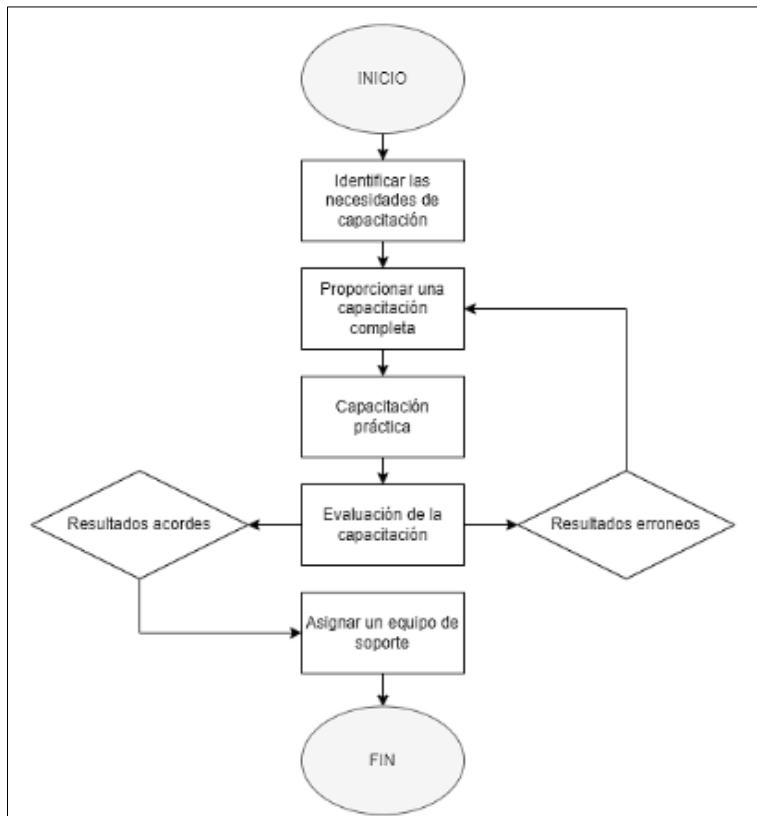 INICIO
Identificar las
necesidades de
capacitación
Proporcionar una
capacitación
completa
Capacitación
práctica
Resultados acordes
Evaluación de la
capacitación
Resultados erroneos
Asignar un equipo de
soporte
FIN